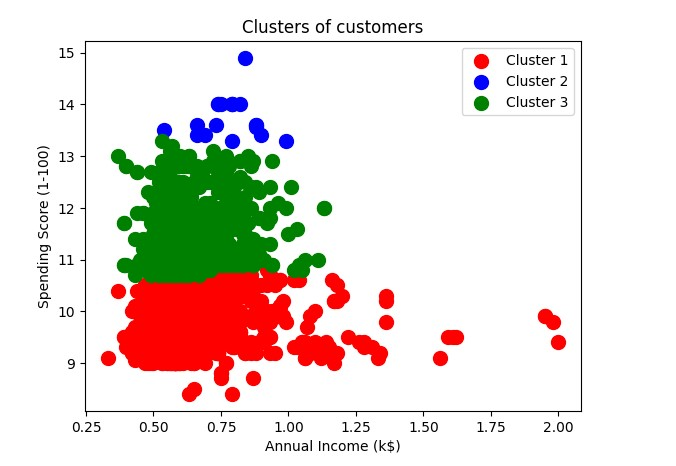 Clusters of customers
Cluster 1
Cluster 2
Cluster 3
Spending Score (1-100)
15
14
13
12
11
10
9
0.25 0.50 0.75 1.00 1.25 1.50 1.75 2.00
Annual Income (k$)